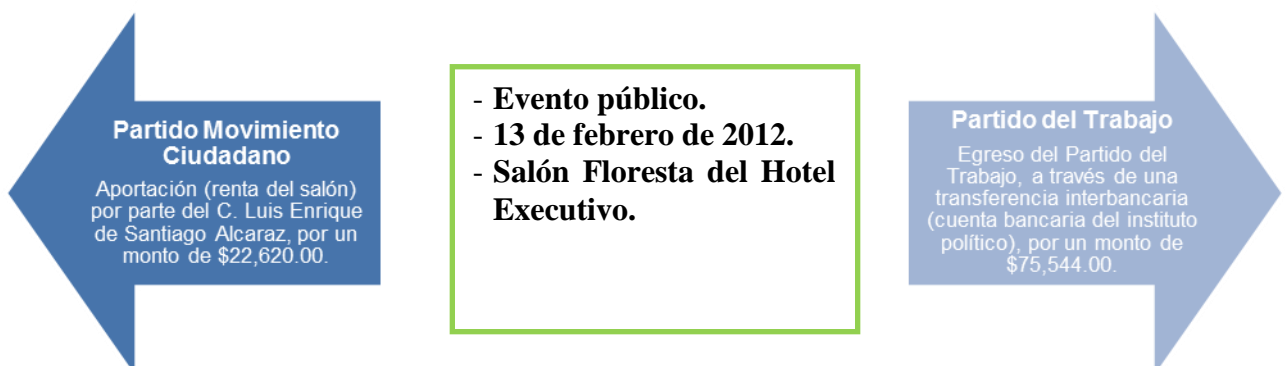 Partido Movimiento
Ciudadano
Aportación (renta del salón)
por parte del C. Luis Enrique
de Santiago Alcaraz, por un
monto de $22,620.00.
- Evento público.
- 13 de febrero de 2012.
- Salón Floresta del Hotel
Executivo.
Partido del Trabajo
Egreso del Partido del
Trabajo, a través de una
transferencia interbancaria
(cuenta bancaria del instituto
político), por un monto de
$75,544.00.